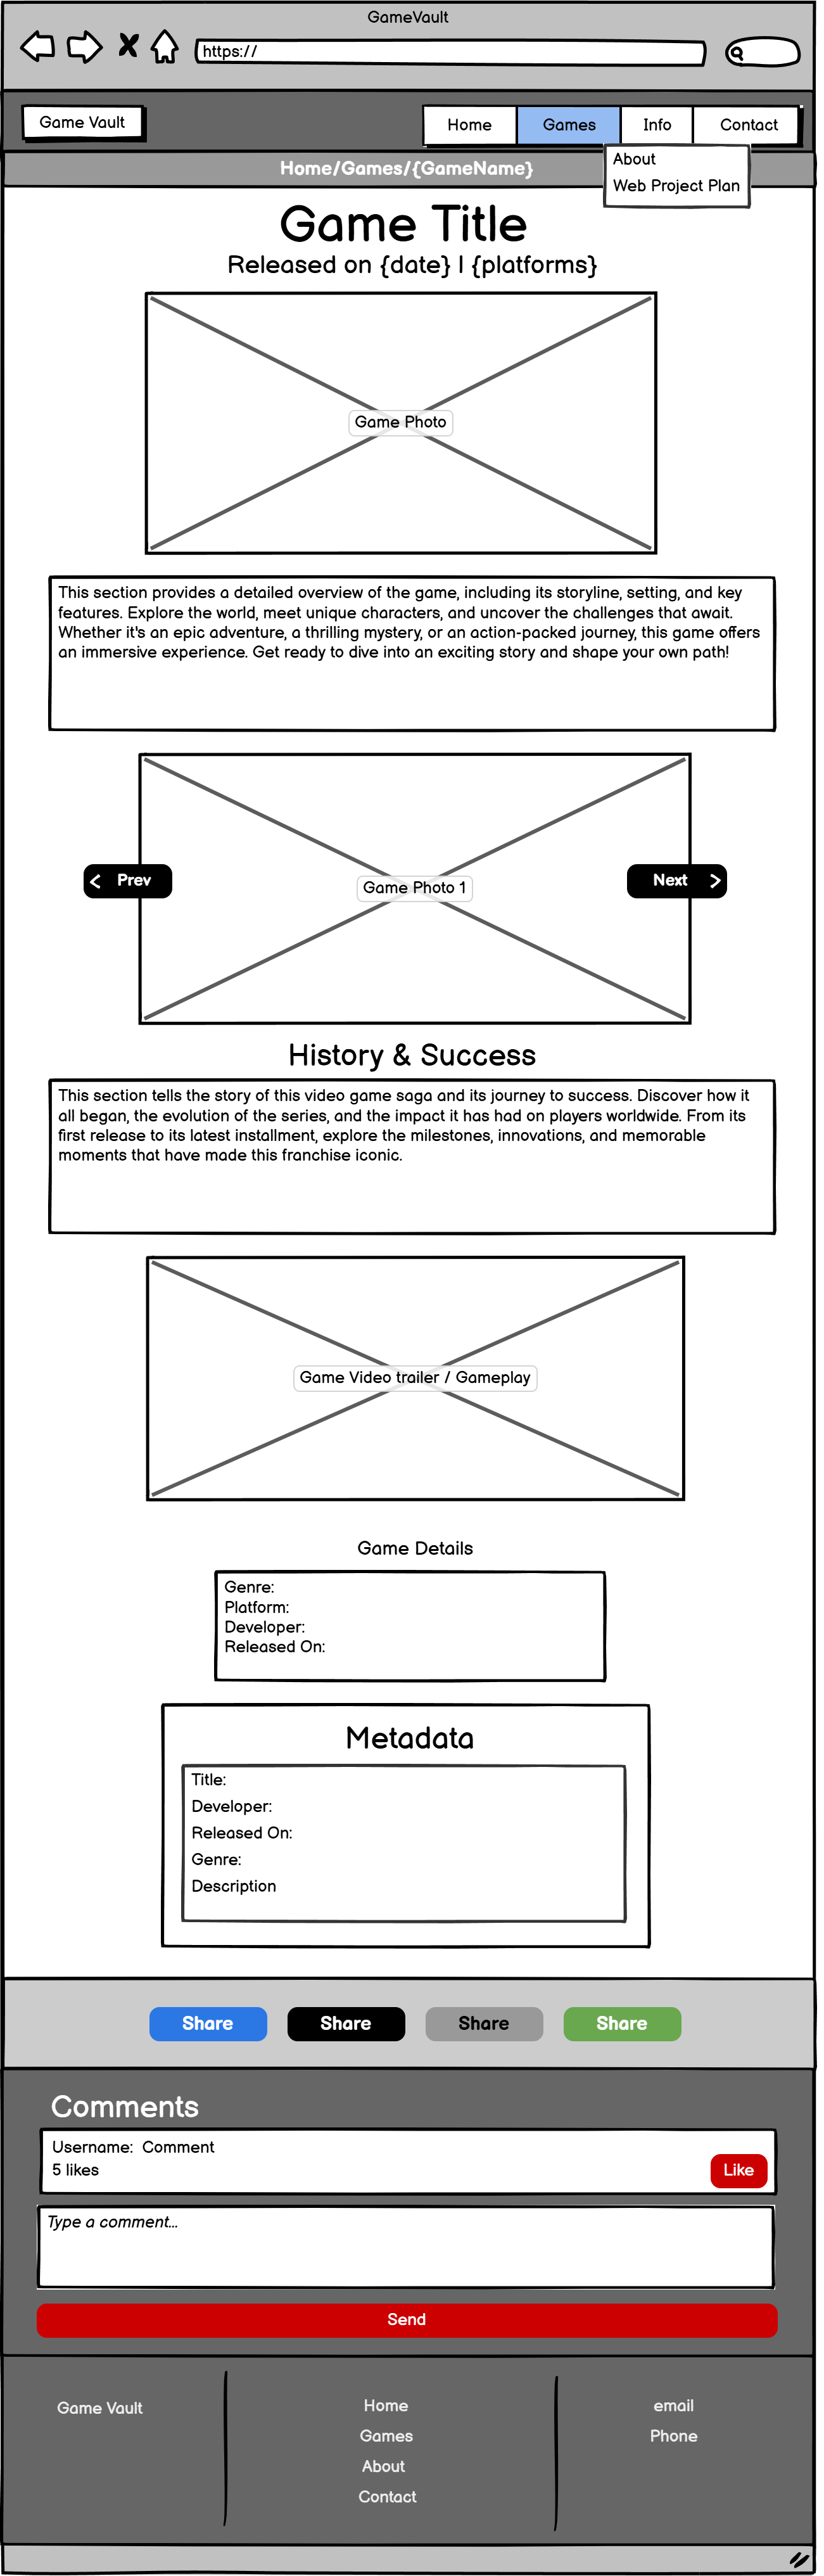 GameVault
https://
Game Vault
Home
Games
Info
Contact
About
Web Project Plan
Home/Games/{GameName}
Game Title
Released on {date} | {platforms}
Game Photo
This section provides a detailed overview of the game, including its storyline, setting, and key
features. Explore the world, meet unique characters, and uncover the challenges that await.
Whether it's an epic adventure, a thrilling mystery, or an action-packed journey, this game offers
an immersive experience. Get ready to dive into an exciting story and shape your own path!
Prev
Game Photo 1
Next
History & Success
This section tells the story of this video game saga and its journey to success. Discover how it
all began, the evolution of the series, and the impact it has had on players worldwide. From its
first release to its latest installment, explore the milestones, innovations, and memorable
moments that have made this franchise iconic.
Game Video trailer / Gameplay
Game Details
Genre:
Platform:
Developer:
Released On:
Metadata
Title:
Developer:
Released On:
Genre:
Description
Share
Share
Share
Share
Comments
Username: Comment
5 likes
Like
Type a comment...
Send
Game Vault
Home
Games
About
Contact
email
Phone